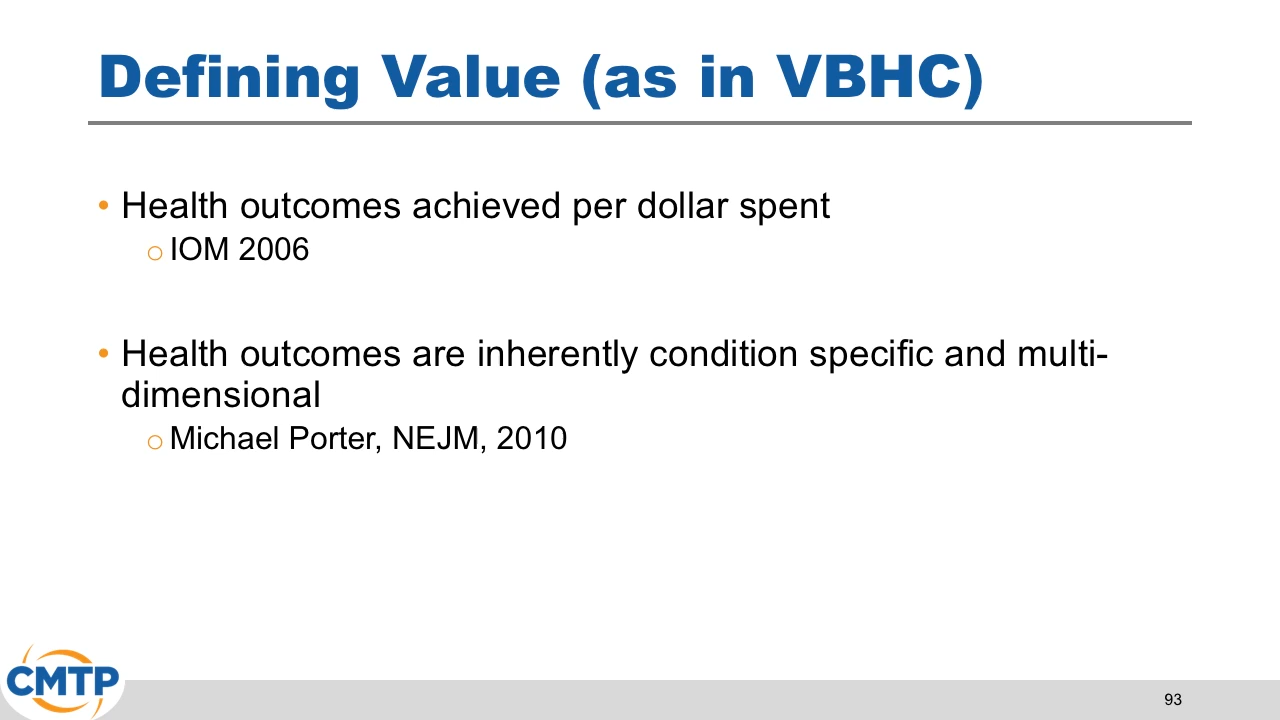 Defining Value (as in VBHC)
• Health outcomes achieved per dollar spent
o IOM 2006
• Health outcomes are inherently condition specific and multi-
dimensional
o Michael Porter, NEJM, 2010
CMTP
93